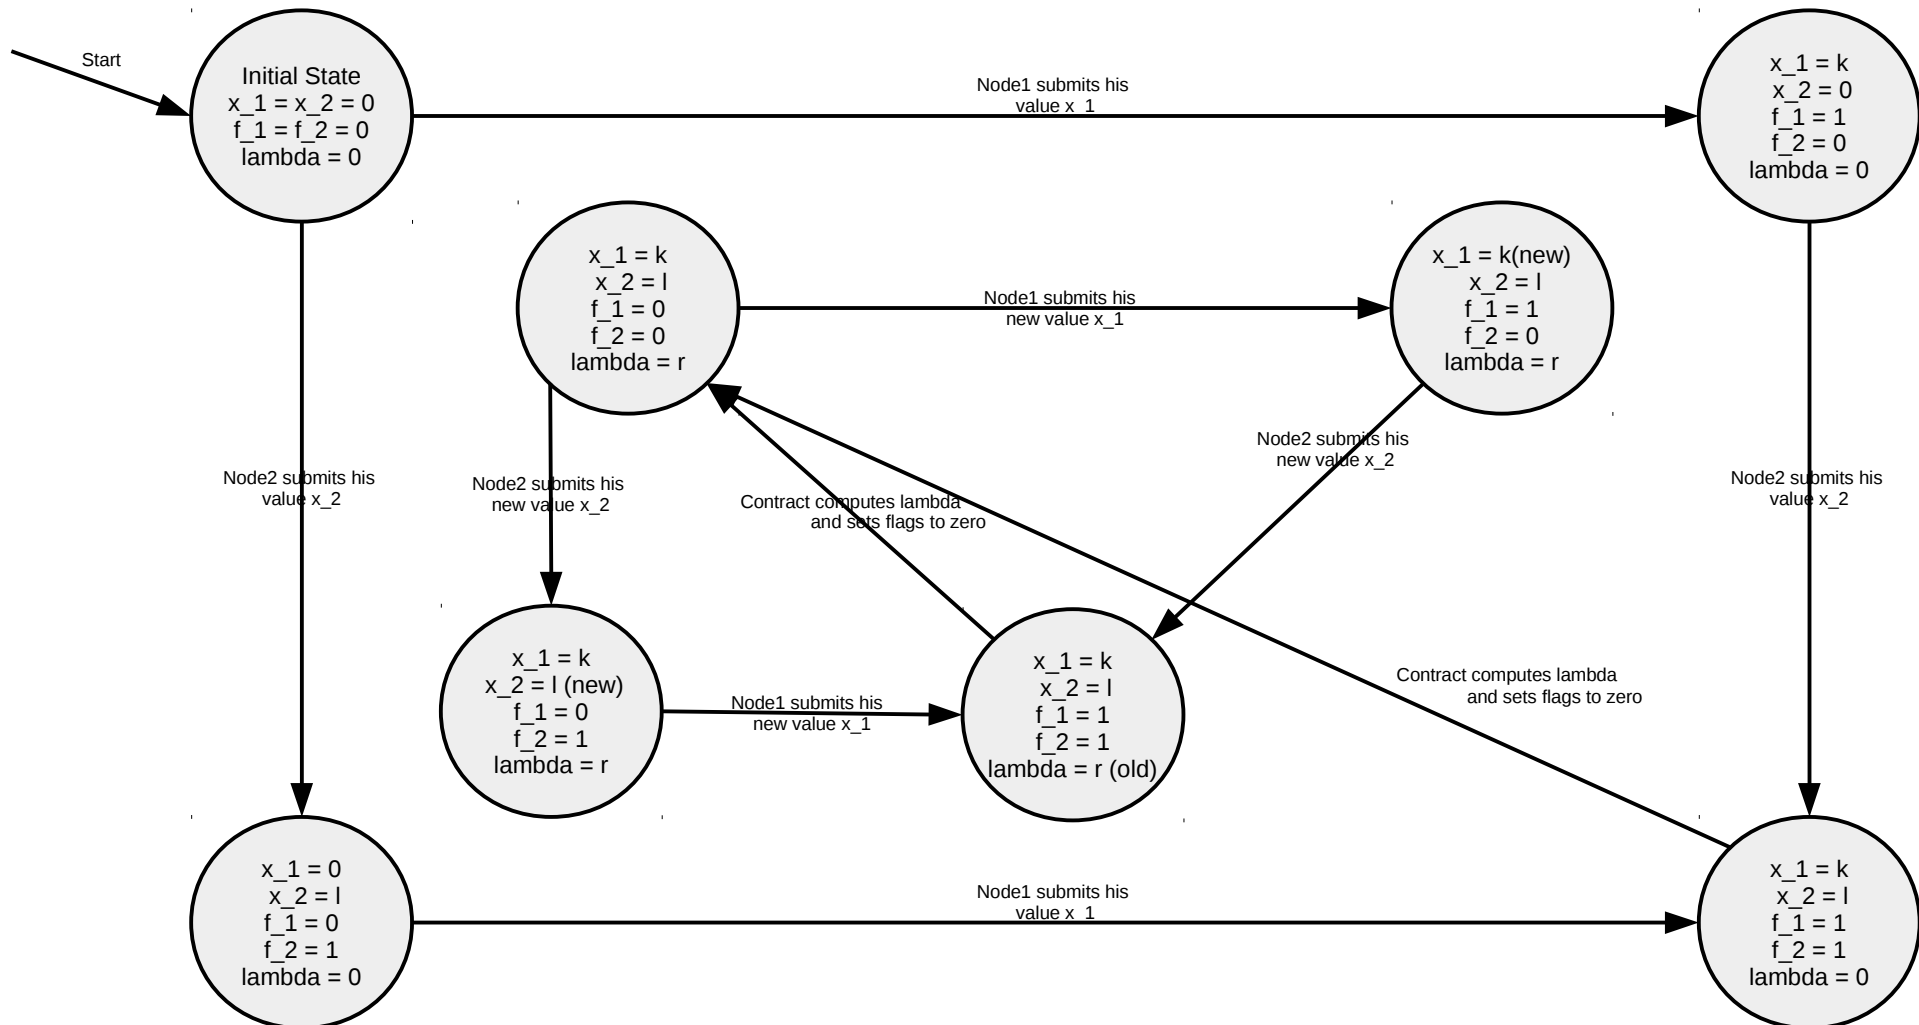 Start
Initial State
x_1 = x_2 = 0
f_1 = f_2 = 0
lambda = 0
Node1 submits his
value x_1
x_1 = k
x_2 = 0
f_1 = 1
f_2 = 0
lambda = 0
x_1 = k
x_2 = l
f_1 = 0
f_2 = 0
lambda = r
Node1 submits his
new value x_1
x_1 = k(new)
x_2 = l
f_1 = 1
f_2 = 0
lambda = r
Node2 submits his
value x_2
Node2 submits his
new value x_2
Contract computes lambda
and sets flags to zero
Node2 submits his
new value x_2
Node2 submits his
value x_2
x_1 = k
x_2 = l (new)
f_1 = 0
f_2 = 1
lambda = r
Node1 submits his
new value x_1
x_1 = k
x_2 = l
f_1 = 1
f_2 = 1
lambda = r (old)
Contract computes lambda
and sets flags to zero
x_1 = 0
x_2 = l
f_1 = 0
f_2 = 1
lambda = 0
Node1 submits his
value x_1
x_1 = k
x_2 = l
f_1 = 1
f_2 = 1
lambda = 0